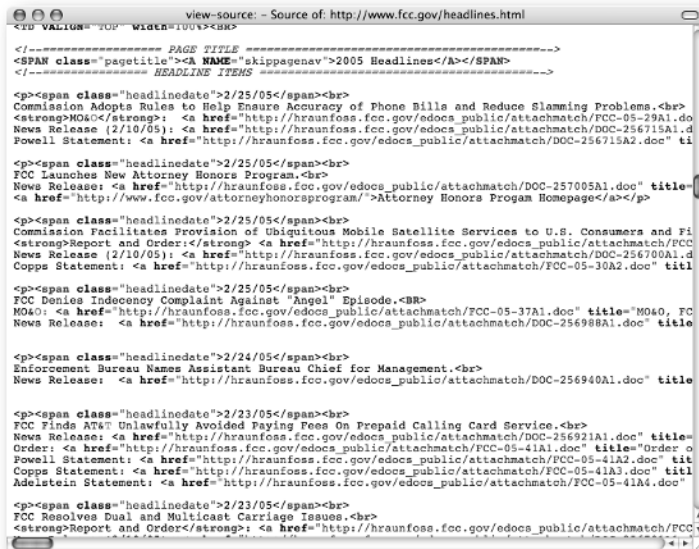 view-source: - Source of: http://www.fcc.gov/headlines.html
<TD VALIGN="TOP" width=100%><BR>
<!--================= PAGE TITLE ======================================-->
<SPAN class="pagetitle"><A NAME="skippagenav">2005 Headlines</A></SPAN>
<!--================ HEADLINE ITEMS ====================================-->
<p><span class="headlinedate">2/25/05</span><br>
Commission Adopts Rules to Help Ensure Accuracy of Phone Bills and Reduce Slamming Problems.<br>
<strong>MO&O</strong>:  <a href="http://hraunfoss.fcc.gov/edocs_public/attachmatch/FCC-05-29A1.do
News Release (2/10/05): <a href="http://hraunfoss.fcc.gov/edocs_public/attachmatch/DOC-256715A1.d
Powell Statement: <a href="http://hraunfoss.fcc.gov/edocs_public/attachmatch/DOC-256715A2.doc" ti
<p><span class="headlinedate">2/25/05</span><br>
FCC Launches New Attorney Honors Program.<br>
News Release: <a href="http://hraunfoss.fcc.gov/edocs_public/attachmatch/DOC-257005A1.doc" title=
<a href="http://www.fcc.gov/attorneyhonorsprogram/">Attorney Honors Progam Homepage</a></p>
<p><span class="headlinedate">2/25/05</span><br>
Commission Facilitates Provision of Ubiquitous Mobile Satellite Services to U.S. Consumers and Fi
<strong>Report and Order:</strong> <a href="http://hraunfoss.fcc.gov/edocs_public/attachmatch/FCC
News Release (2/10/05): <a href="http://hraunfoss.fcc.gov/edocs_public/attachmatch/DOC-256700A1.d
Copps Statement: <a href="http://hraunfoss.fcc.gov/edocs_public/attachmatch/FCC-05-30A2.doc" titl
<p><span class="headlinedate">2/25/05</span><br>
FCC Denies Indecency Complaint Against "Angel" Episode.<BR>
MO&O: <a href="http://hraunfoss.fcc.gov/edocs_public/attachmatch/FCC-05-37A1.doc" title="MO&O, FC
News Release:  <a href="http://hraunfoss.fcc.gov/edocs_public/attachmatch/DOC-256988A1.doc" title
<p><span class="headlinedate">2/24/05</span><br>
Enforcement Bureau Names Assistant Bureau Chief for Management.<br>
News Release:  <a href="http://hraunfoss.fcc.gov/edocs_public/attachmatch/DOC-256940A1.doc" title
<p><span class="headlinedate">2/23/05</span><br>
FCC Finds AT&T Unlawfully Avoided Paying Fees On Prepaid Calling Card Service.<br>
News Release: <a href="http://hraunfoss.fcc.gov/edocs_public/attachmatch/DOC-256921A1.doc" title=
Order: <a href="http://hraunfoss.fcc.gov/edocs_public/attachmatch/FCC-05-41A1.doc" title="Order o
Powell Statement: <a href="http://hraunfoss.fcc.gov/edocs_public/attachmatch/FCC-05-41A2.doc" tit
Copps Statement: <a href="http://hraunfoss.fcc.gov/edocs_public/attachmatch/FCC-05-41A3.doc" titl
Adelstein Statement: <a href="http://hraunfoss.fcc.gov/edocs_public/attachmatch/FCC-05-41A4.doc"
<p><span class="headlinedate">2/23/05</span><br>
FCC Resolves Dual and Multicast Carriage Issues.<br>
<strong>Report and Order</strong>: <a href="http://hraunfoss.fcc.gov/edocs_public/attachmatch/FCC